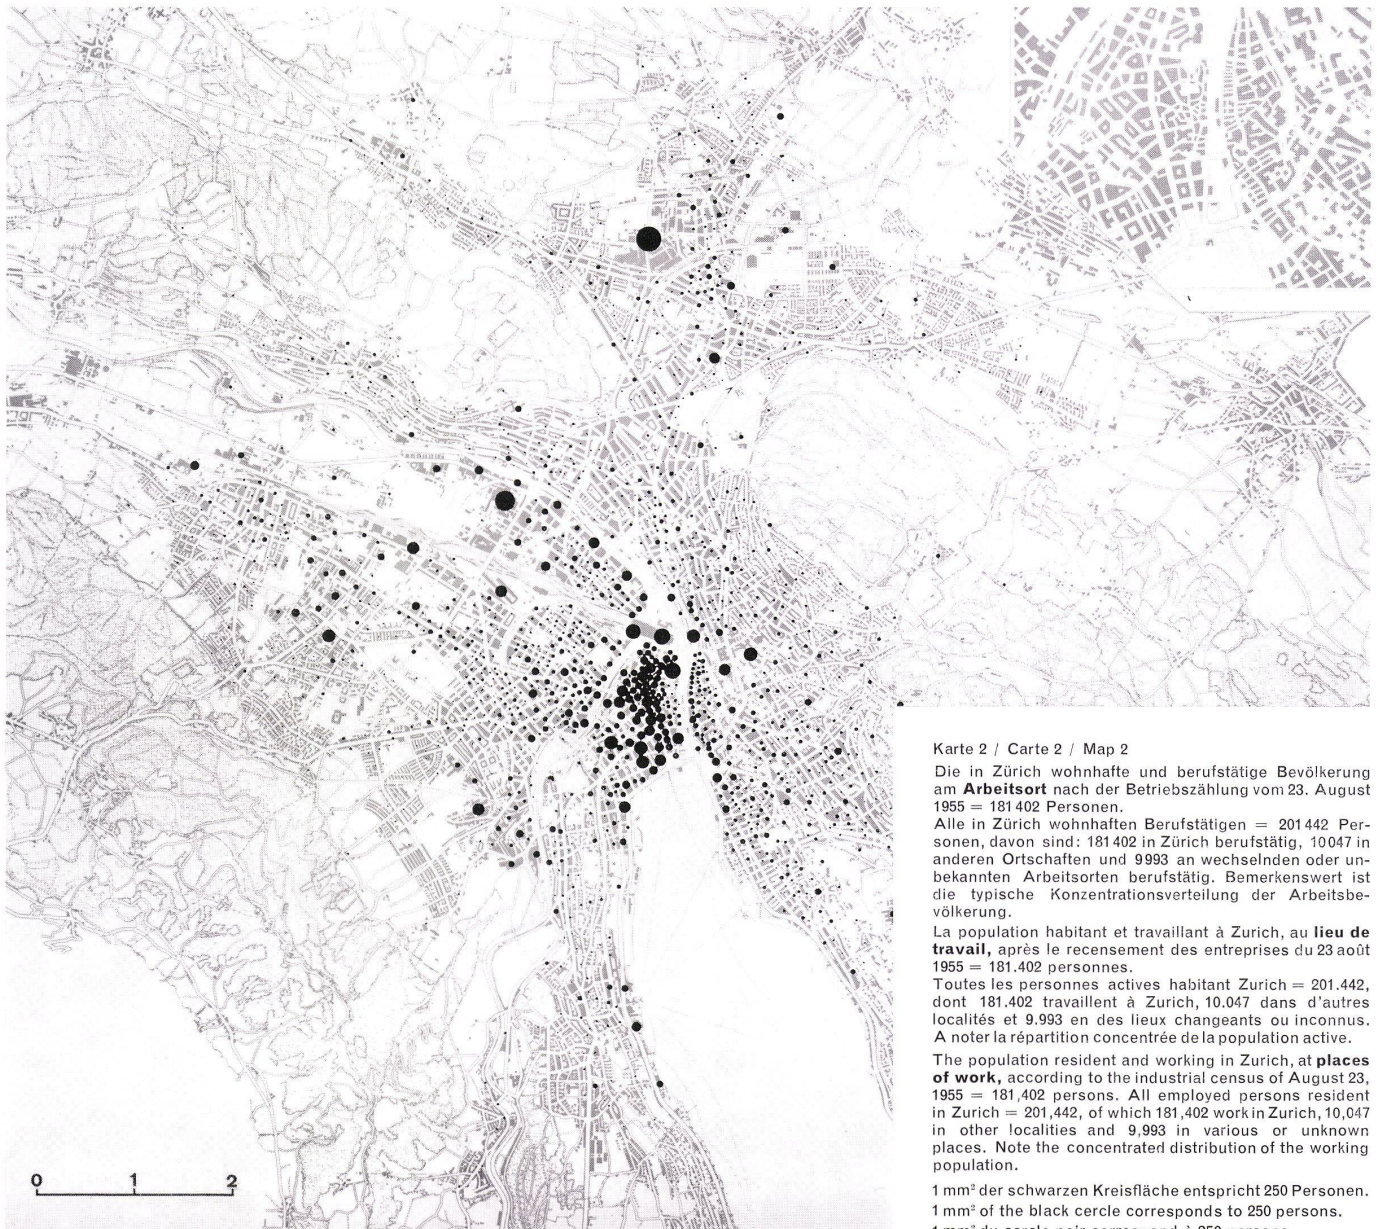 Karte 2 / Carte 2 / Map 2
Die in Zürich wohnhafte und berufstätige Bevölkerung
am Arbeitsort nach der Betriebszählung vom 23. August
1955 = 181 402 Personen.
Alle in Zürich wohnhaften Berufstätigen = 201 442 Per-
sonen, davon sind: 181 402 in Zürich berufstätig, 10 047 in
anderen Ortschaften und 9 993 an wechselnden oder un-
bekannten Arbeitsorten berufstätig. Bemerkenswert ist
die typische Konzentrationsverteilung der Arbeitsbe-
völkerung.
La population habitant et travaillant à Zurich, au lieu de
travail, après le recensement des entreprises du 23 août
1955 = 181.402 personnes.
Toutes les personnes actives habitant Zurich = 201.442,
dont 181.402 travaillent à Zurich, 10.047 dans d'autres
localités et 9.993 en des lieux changeants ou inconnus.
A noter la répartition concentrée de la population active.
The population resident and working in Zurich, at places
of work, according to the industrial census of August 23,
1955 = 181,402 persons. All employed persons resident
in Zurich = 201,442, of which 181,402 work in Zurich, 10,047
in other localities and 9,993 in various or unknown
places. Note the concentrated distribution of the working
population.
1 mm² der schwarzen Kreisfläche entspricht 250 Personen.
1 mm² of the black cercle corresponds to 250 persons.
0 1 2